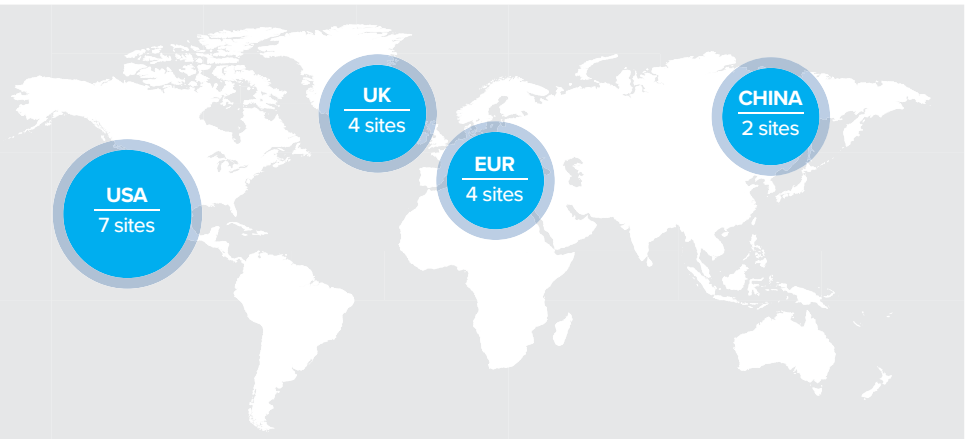 UK
4 sites
CHINA
2 sites
EUR
4 sites
USA
7 sites